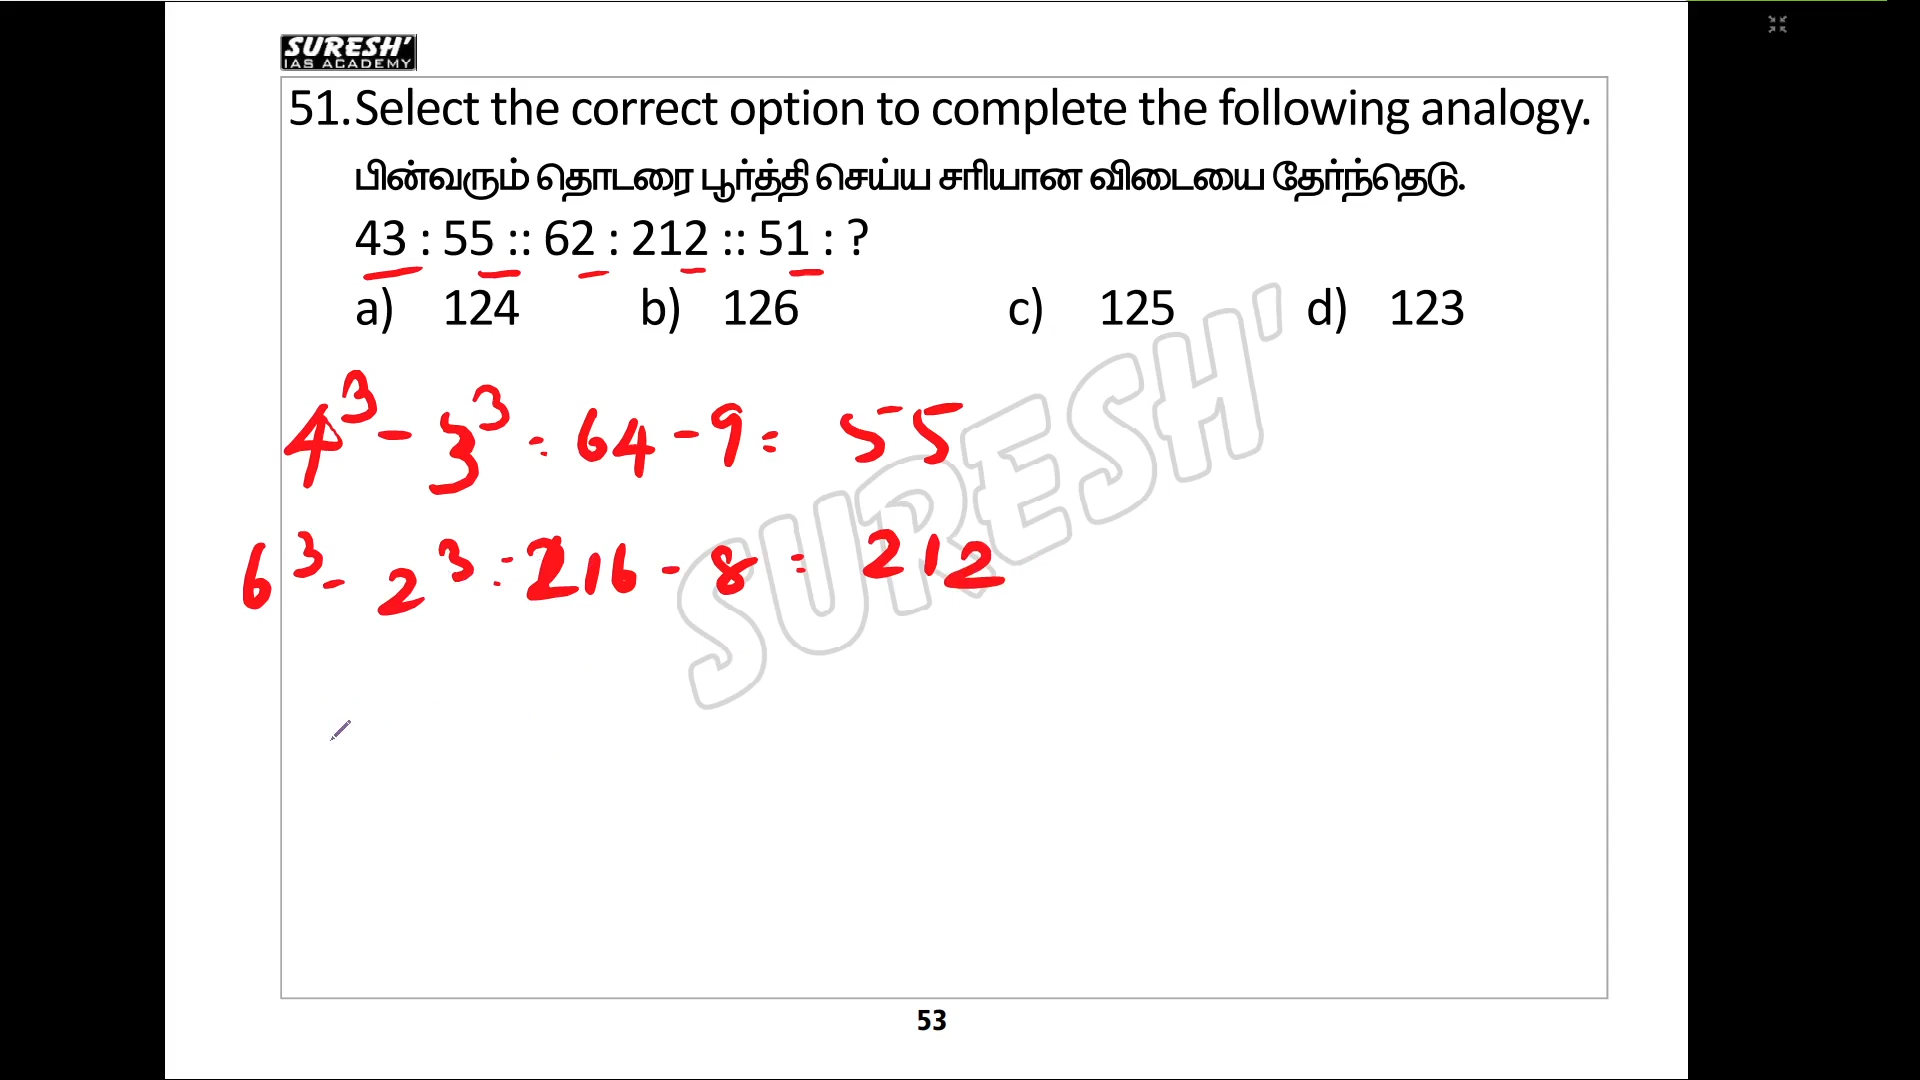 SURESH'
IAS ACADEMY
51. Select the correct option to complete the following analogy.
பின்வரும் தொடரை பூர்த்தி செய்ய சரியான விடையை தேர்ந்தெடு.
43 : 55 :: 62 : 212 :: 51 : ?
a) 124 b) 126 c) 125 d) 123
4³ - 3³ = 64 - 9 = 55
6³ - 2³ = 216 - 8 = 212
SURESH'
53